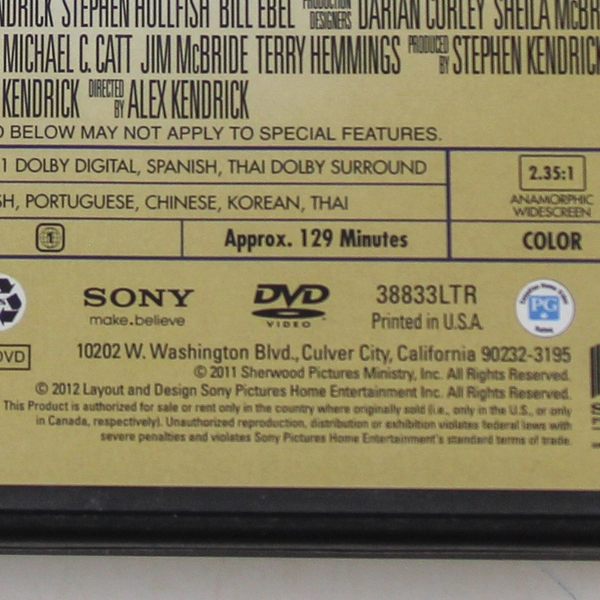 NDRICK STEPHEN HULLFISH BILL EBEL PRODUCTION DESIGNERS DARIAN CORLEY SHEILA McBR
MICHAEL C. CATT JIM McBRIDE TERRY HEMMINGS PRODUCED BY STEPHEN KENDRICK
KENDRICK DIRECTED BY ALEX KENDRICK
D BELOW MAY NOT APPLY TO SPECIAL FEATURES.
1 DOLBY DIGITAL, SPANISH, THAI DOLBY SURROUND
2.35:1
ANAMORPHIC
WIDESCREEN
SH, PORTUGUESE, CHINESE, KOREAN, THAI
1
Approx. 129 Minutes
COLOR
SONY
make.believe
DVD
VIDEO
38833LTR
Printed in U.S.A.
PG
DVD
10202 W. Washington Blvd., Culver City, California 90232-3195
© 2011 Sherwood Pictures Ministry, Inc. All Rights Reserved.
© 2012 Layout and Design Sony Pictures Home Entertainment Inc. All Rights Reserved.
This Product is authorized for sale or rent only in the country where originally sold (i.e., only in the U.S., or only
in Canada, respectively). Unauthorized reproduction, distribution or exhibition violates federal laws with
severe penalties and violates Sony Pictures Home Entertainment's standard terms of trade.